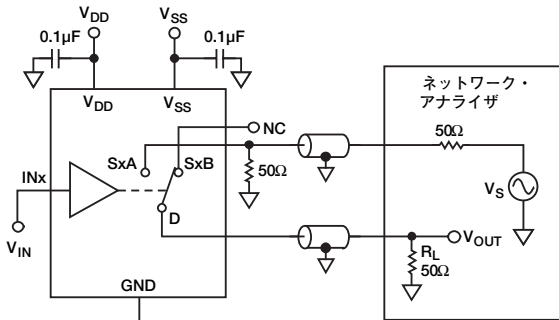 VDD
VSS
0.1µF
0.1µF
VDD
VSS
NC
SxA
SxB
50Ω
INx
D
VIN
GND
ネットワーク・
アナライザ
50Ω
VS
VOUT
RL
50Ω